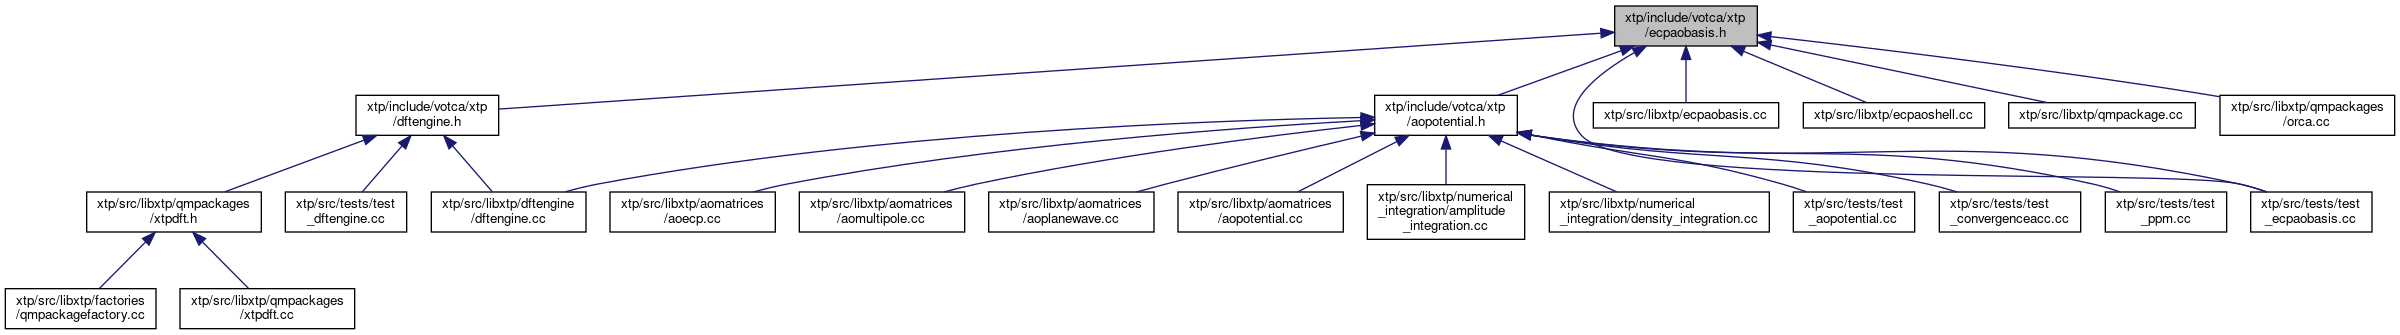 xtp/include/votca/xtp
/ecpaobasis.h
xtp/include/votca/xtp
/dftengine.h
xtp/include/votca/xtp
/aopotential.h
xtp/src/libxtp/ecpaobasis.cc
xtp/src/libxtp/ecpaoshell.cc
xtp/src/libxtp/qmpackage.cc
xtp/src/libxtp/qmpackages
/orca.cc
xtp/src/libxtp/qmpackages
/xtpdft.h
xtp/src/tests/test
_dftengine.cc
xtp/src/libxtp/dftengine
/dftengine.cc
xtp/src/libxtp/aomatrices
/aoecp.cc
xtp/src/libxtp/aomatrices
/aomultipole.cc
xtp/src/libxtp/aomatrices
/aoplanewave.cc
xtp/src/libxtp/aomatrices
/aopotential.cc
xtp/src/libxtp/numerical
_integration/amplitude
_integration.cc
xtp/src/libxtp/numerical
_integration/density_integration.cc
xtp/src/tests/test
_aopotential.cc
xtp/src/tests/test
_convergenceacc.cc
xtp/src/tests/test
_ppm.cc
xtp/src/tests/test
_ecpaobasis.cc
xtp/src/libxtp/factories
/qmpackagefactory.cc
xtp/src/libxtp/qmpackages
/xtpdft.cc